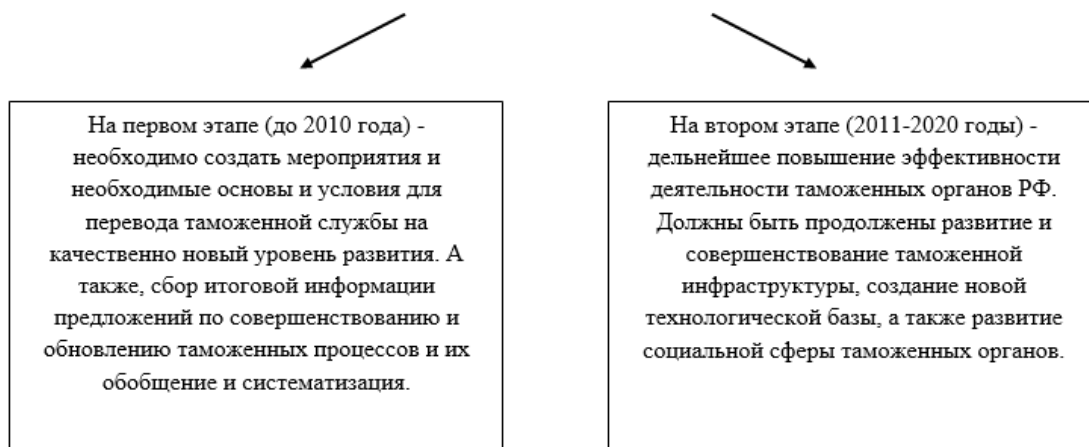 На первом этапе (до 2010 года) -
необходимо создать мероприятия и
необходимые основы и условия для
перевода таможенной службы на
качественно новый уровень развития. А
также, сбор итоговой информации
предложений по совершенствованию и
обновлению таможенных процессов и их
обобщение и систематизация.
На втором этапе (2011-2020 годы) -
дельнейшее повышение эффективности
деятельности таможенных органов РФ.
Должны быть продолжены развитие и
совершенствование таможенной
инфраструктуры, создание новой
технологической базы, а также развитие
социальной сферы таможенных органов.